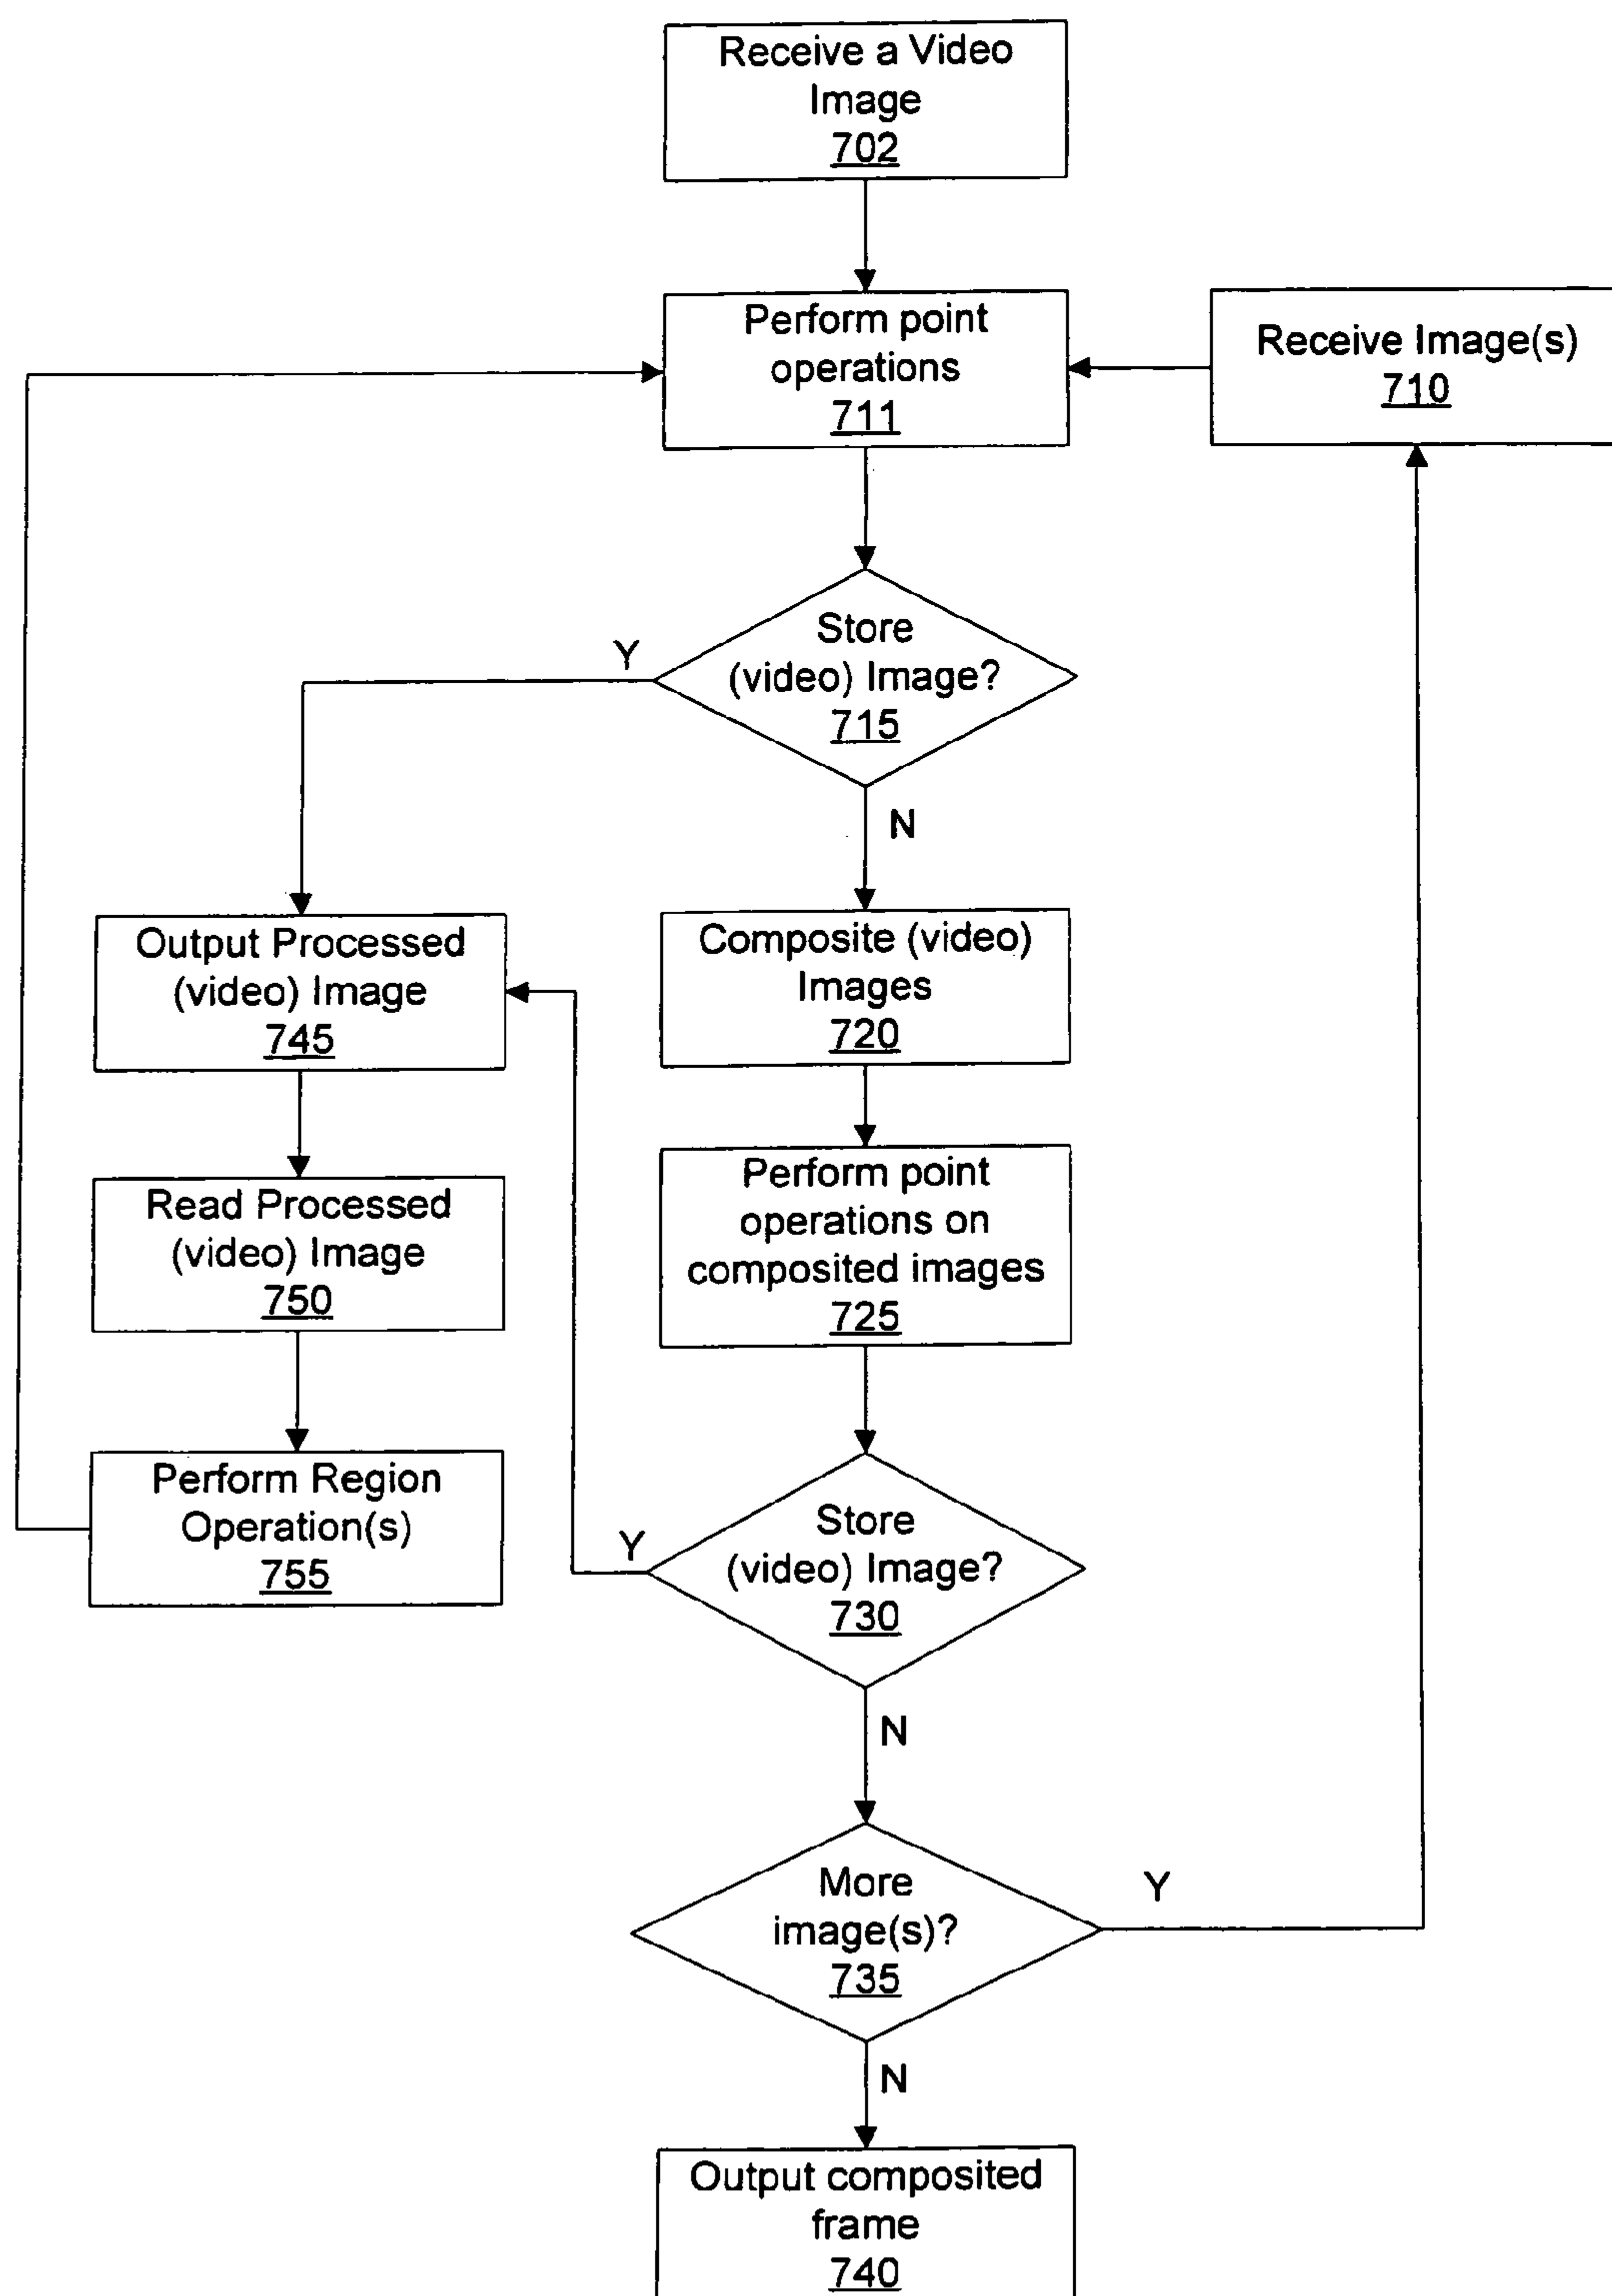 Receive a Video
Image
702
Perform point
operations
711
Receive Image(s)
710
Store
(video) Image?
715
Y
N
Output Processed
(video) Image
745
Composite (video)
Images
720
Read Processed
(video) Image
750
Perform point
operations on
composited images
725
Perform Region
Operation(s)
755
Store
(video) Image?
730
Y
N
More
image(s)?
735
Y
N
Output composited
frame
740